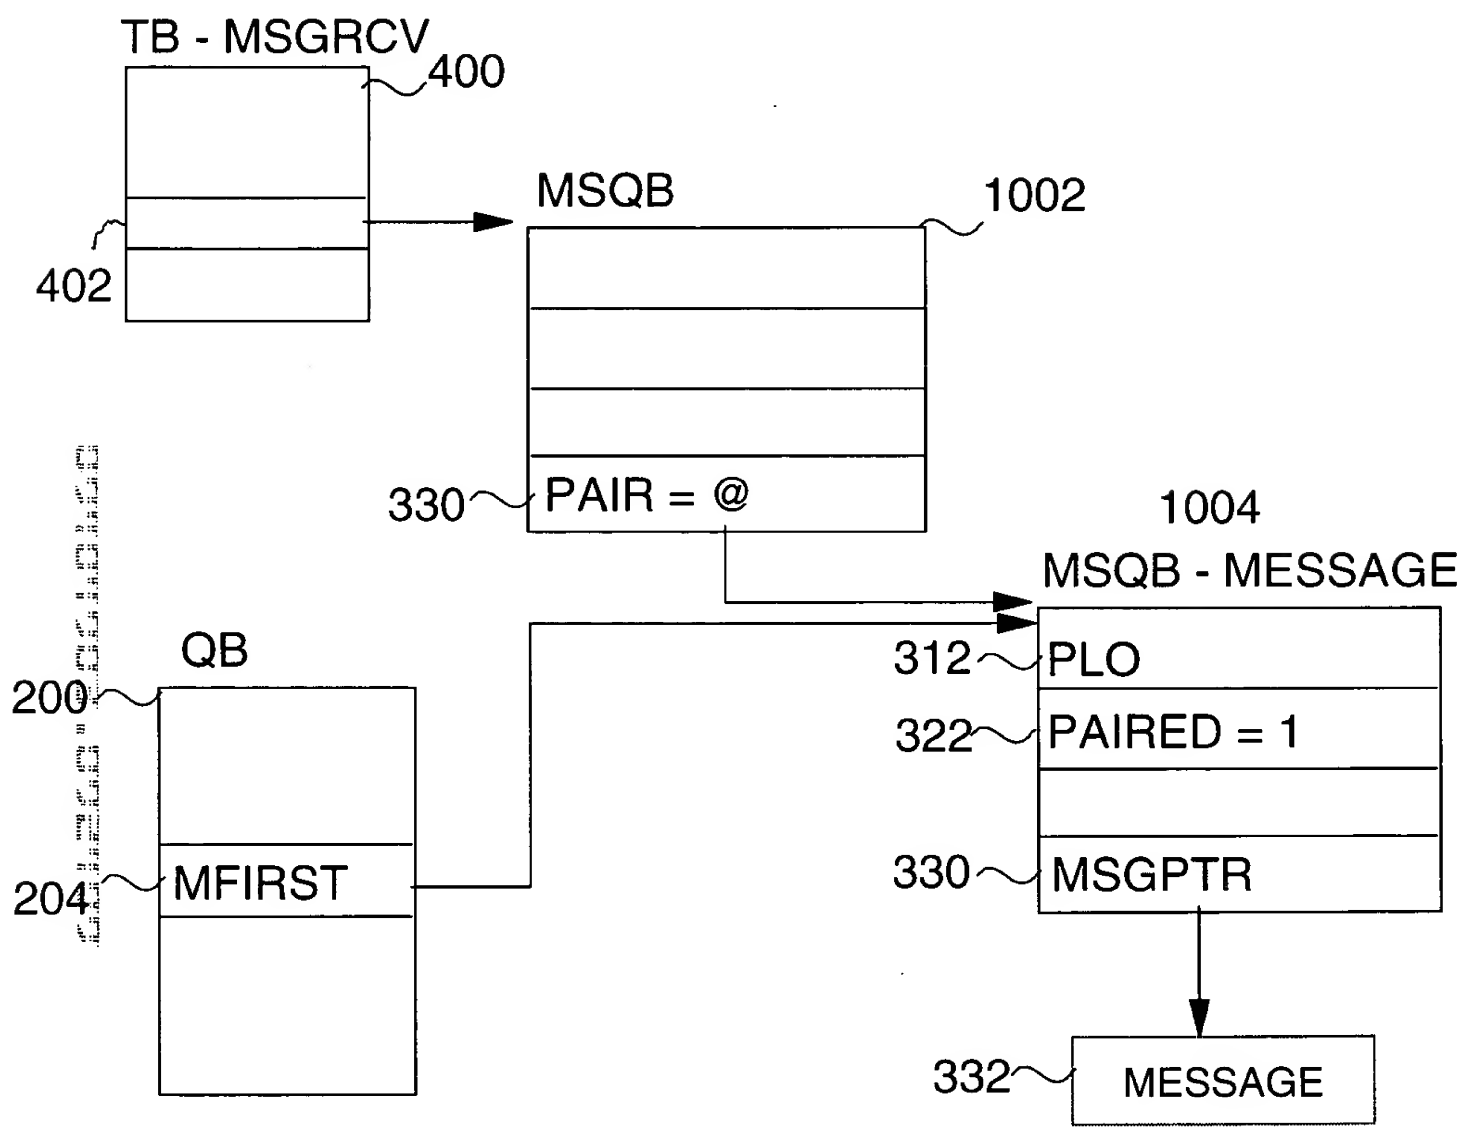 TB - MSGRCV
400
402
MSQB
1002
330
PAIR = @
1004
MSQB - MESSAGE
312
PLO
322
PAIRED = 1
330
MSGPTR
332
MESSAGE
QB
200
204
MFIRST